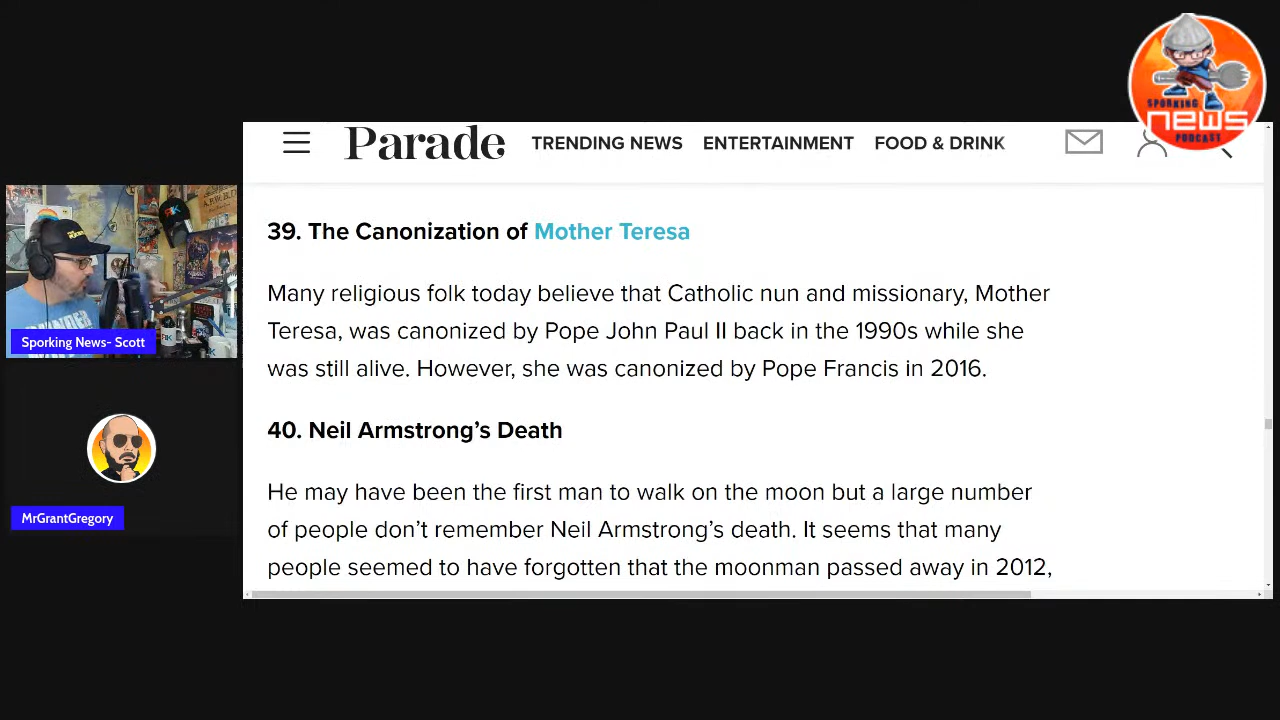 SPORKING
news
PODCAST
Parade
TRENDING NEWS ENTERTAINMENT FOOD & DRINK
39. The Canonization of Mother Teresa
Many religious folk today believe that Catholic nun and missionary, Mother
Teresa, was canonized by Pope John Paul II back in the 1990s while she
was still alive. However, she was canonized by Pope Francis in 2016.
40. Neil Armstrong’s Death
He may have been the first man to walk on the moon but a large number
of people don’t remember Neil Armstrong’s death. It seems that many
people seemed to have forgotten that the moonman passed away in 2012,
Sporking News- Scott
MrGrantGregory